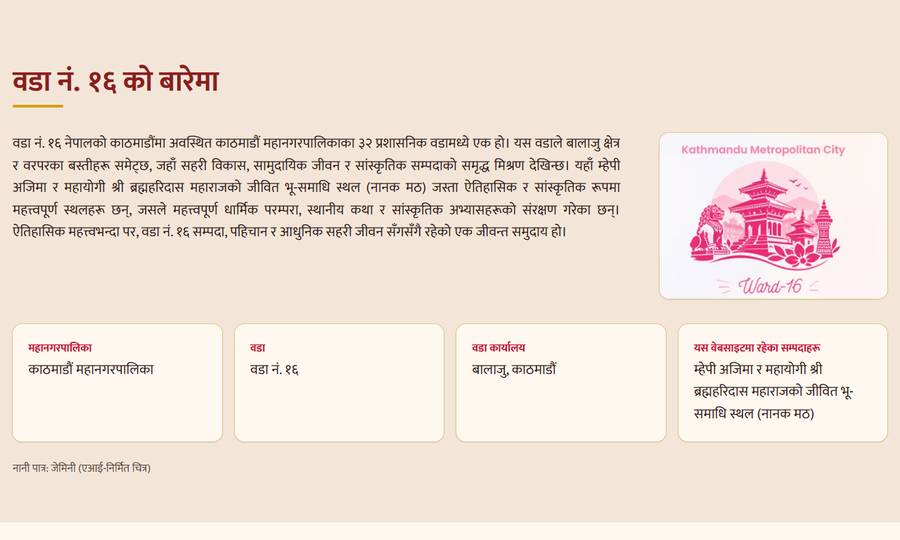 वडा नं. १६ को बारेमा
वडा नं. १६ नेपालको काठमाडौंमा अवस्थित काठमाडौं महानगरपालिकाका ३२ प्रशासनिक वडामध्ये एक हो। यस वडाले बालाजु क्षेत्र
र वरपरका बस्तीहरू समेट्छ, जहाँ सहरी विकास, सामुदायिक जीवन र सांस्कृतिक सम्पदाको समृद्ध मिश्रण देखिन्छ। यहाँ म्हेपी
अजिमा र महायोगी श्री ब्रह्महरिदास महाराजको जीवित भू-समाधि स्थल (नानक मठ) जस्ता ऐतिहासिक र सांस्कृतिक रूपमा
महत्त्वपूर्ण स्थलहरू छन्, जसले महत्त्वपूर्ण धार्मिक परम्परा, स्थानीय कथा र सांस्कृतिक अभ्यासहरूको संरक्षण गरेका छन्।
ऐतिहासिक महत्त्वभन्दा पर, वडा नं. १६ सम्पदा, पहिचान र आधुनिक सहरी जीवन सँगसँगै रहेको एक जीवन्त समुदाय हो।
Kathmandu Metropolitan City
Ward-16
महानगरपालिका
काठमाडौं महानगरपालिका
वडा
वडा नं. १६
वडा कार्यालय
बालाजु, काठमाडौं
यस वेबसाइटमा रहेका सम्पदाहरू
म्हेपी अजिमा र महायोगी श्री
ब्रह्महरिदास महाराजको जीवित भू-
समाधि स्थल (नानक मठ)
नानी पात्र: जेमिनी (एआई-निर्मित चित्र)